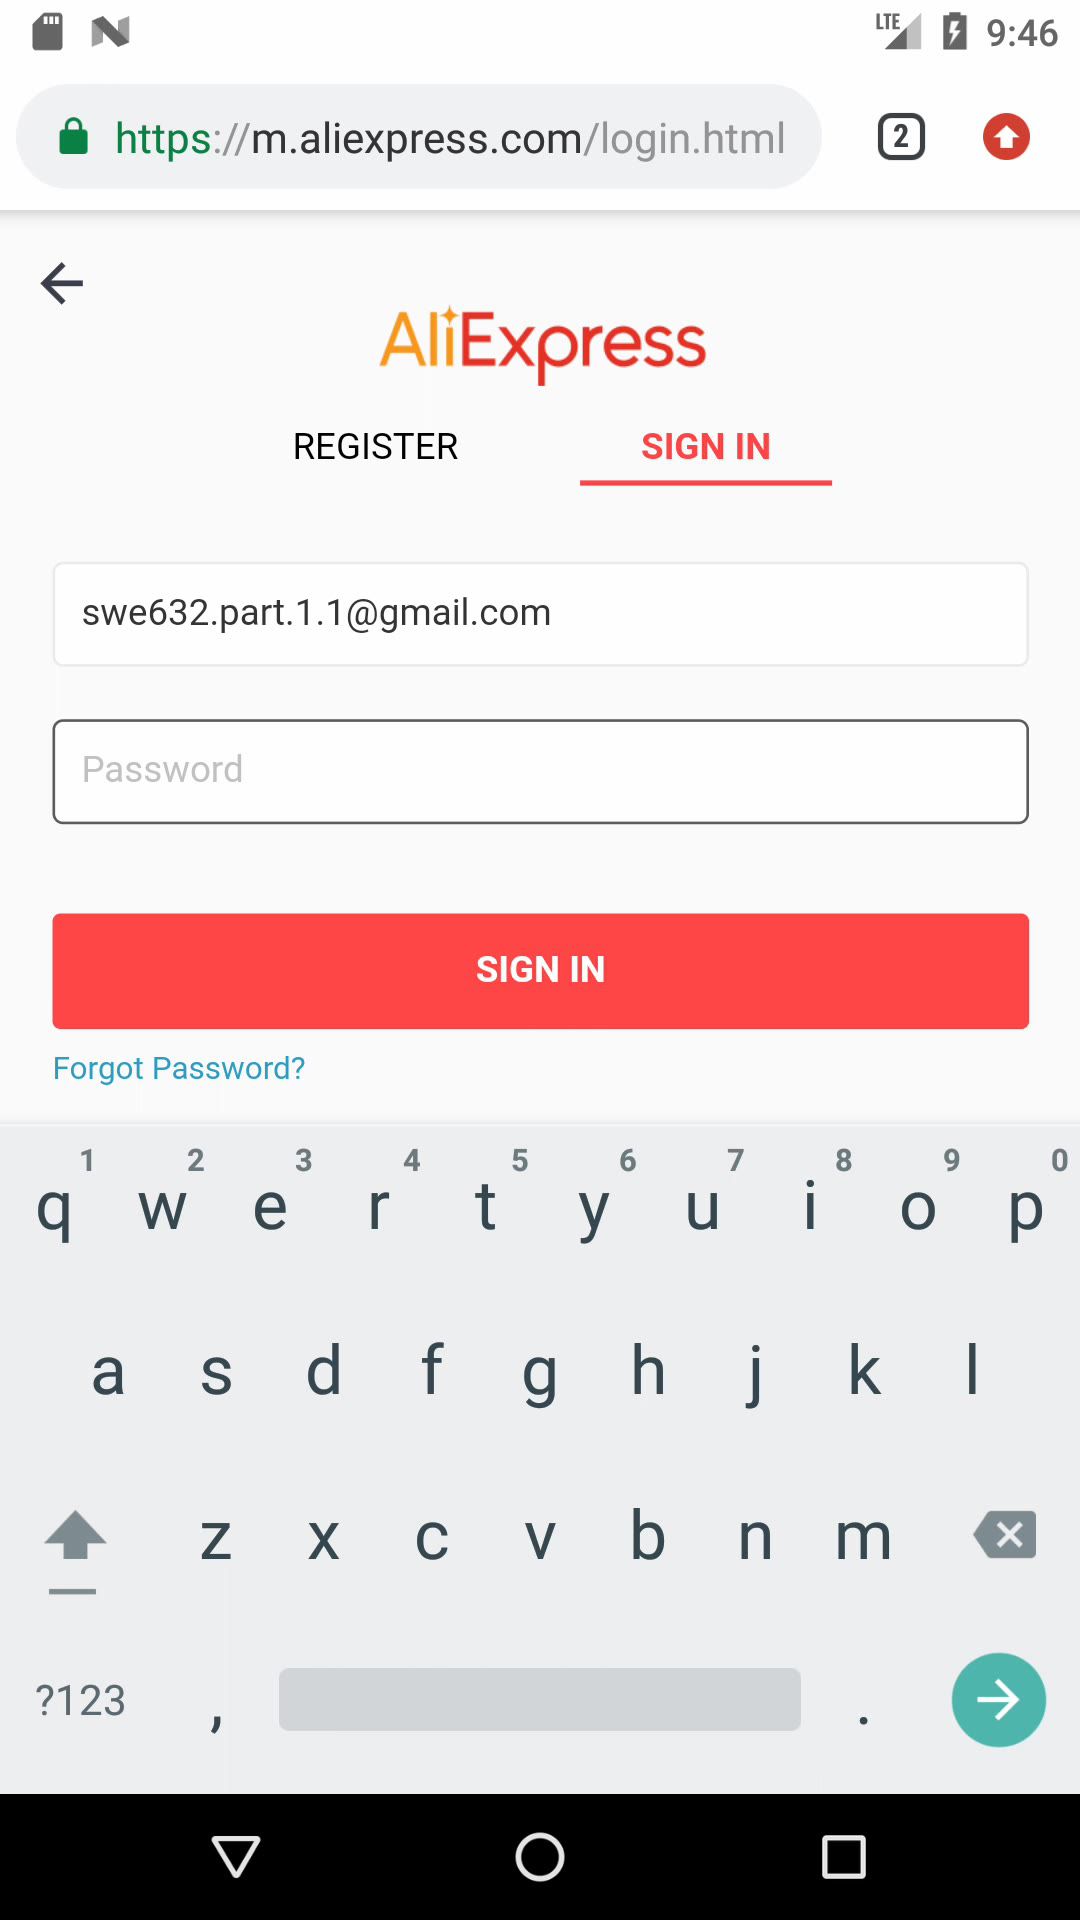 LTE 9:46
https://m.aliexpress.com/login.html 2
AliExpress
REGISTER SIGN IN
swe632.part.1.1@gmail.com
Password
SIGN IN
Forgot Password?
1 2 3 4 5 6 7 8 9 0
q w e r t y u i o p
a s d f g h j k l
z x c v b n m
?123 , .